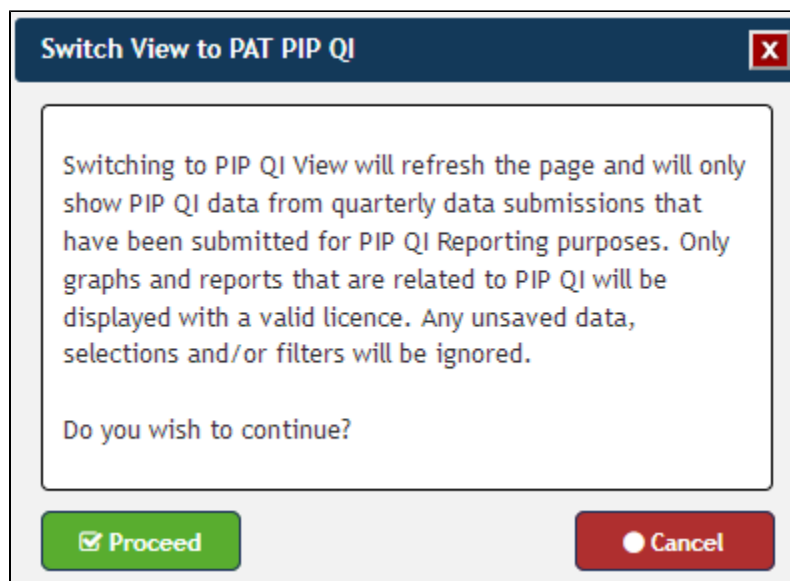 Switch View to PAT PIP QI
X
Switching to PIP QI View will refresh the page and will only
show PIP QI data from quarterly data submissions that
have been submitted for PIP QI Reporting purposes. Only
graphs and reports that are related to PIP QI will be
displayed with a valid licence. Any unsaved data,
selections and/or filters will be ignored.
Do you wish to continue?
Proceed
Cancel